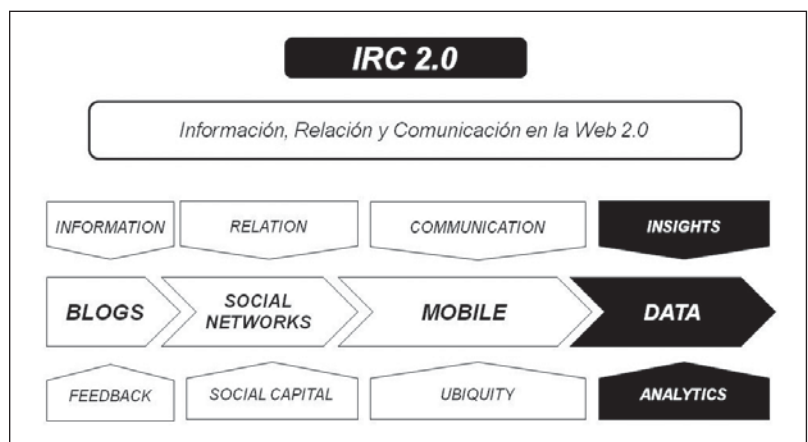 IRC 2.0
Información, Relación y Comunicación en la Web 2.0
INFORMATION
RELATION
COMMUNICATION
INSIGHTS
BLOGS
SOCIAL
NETWORKS
MOBILE
DATA
FEEDBACK
SOCIAL CAPITAL
UBIQUITY
ANALYTICS